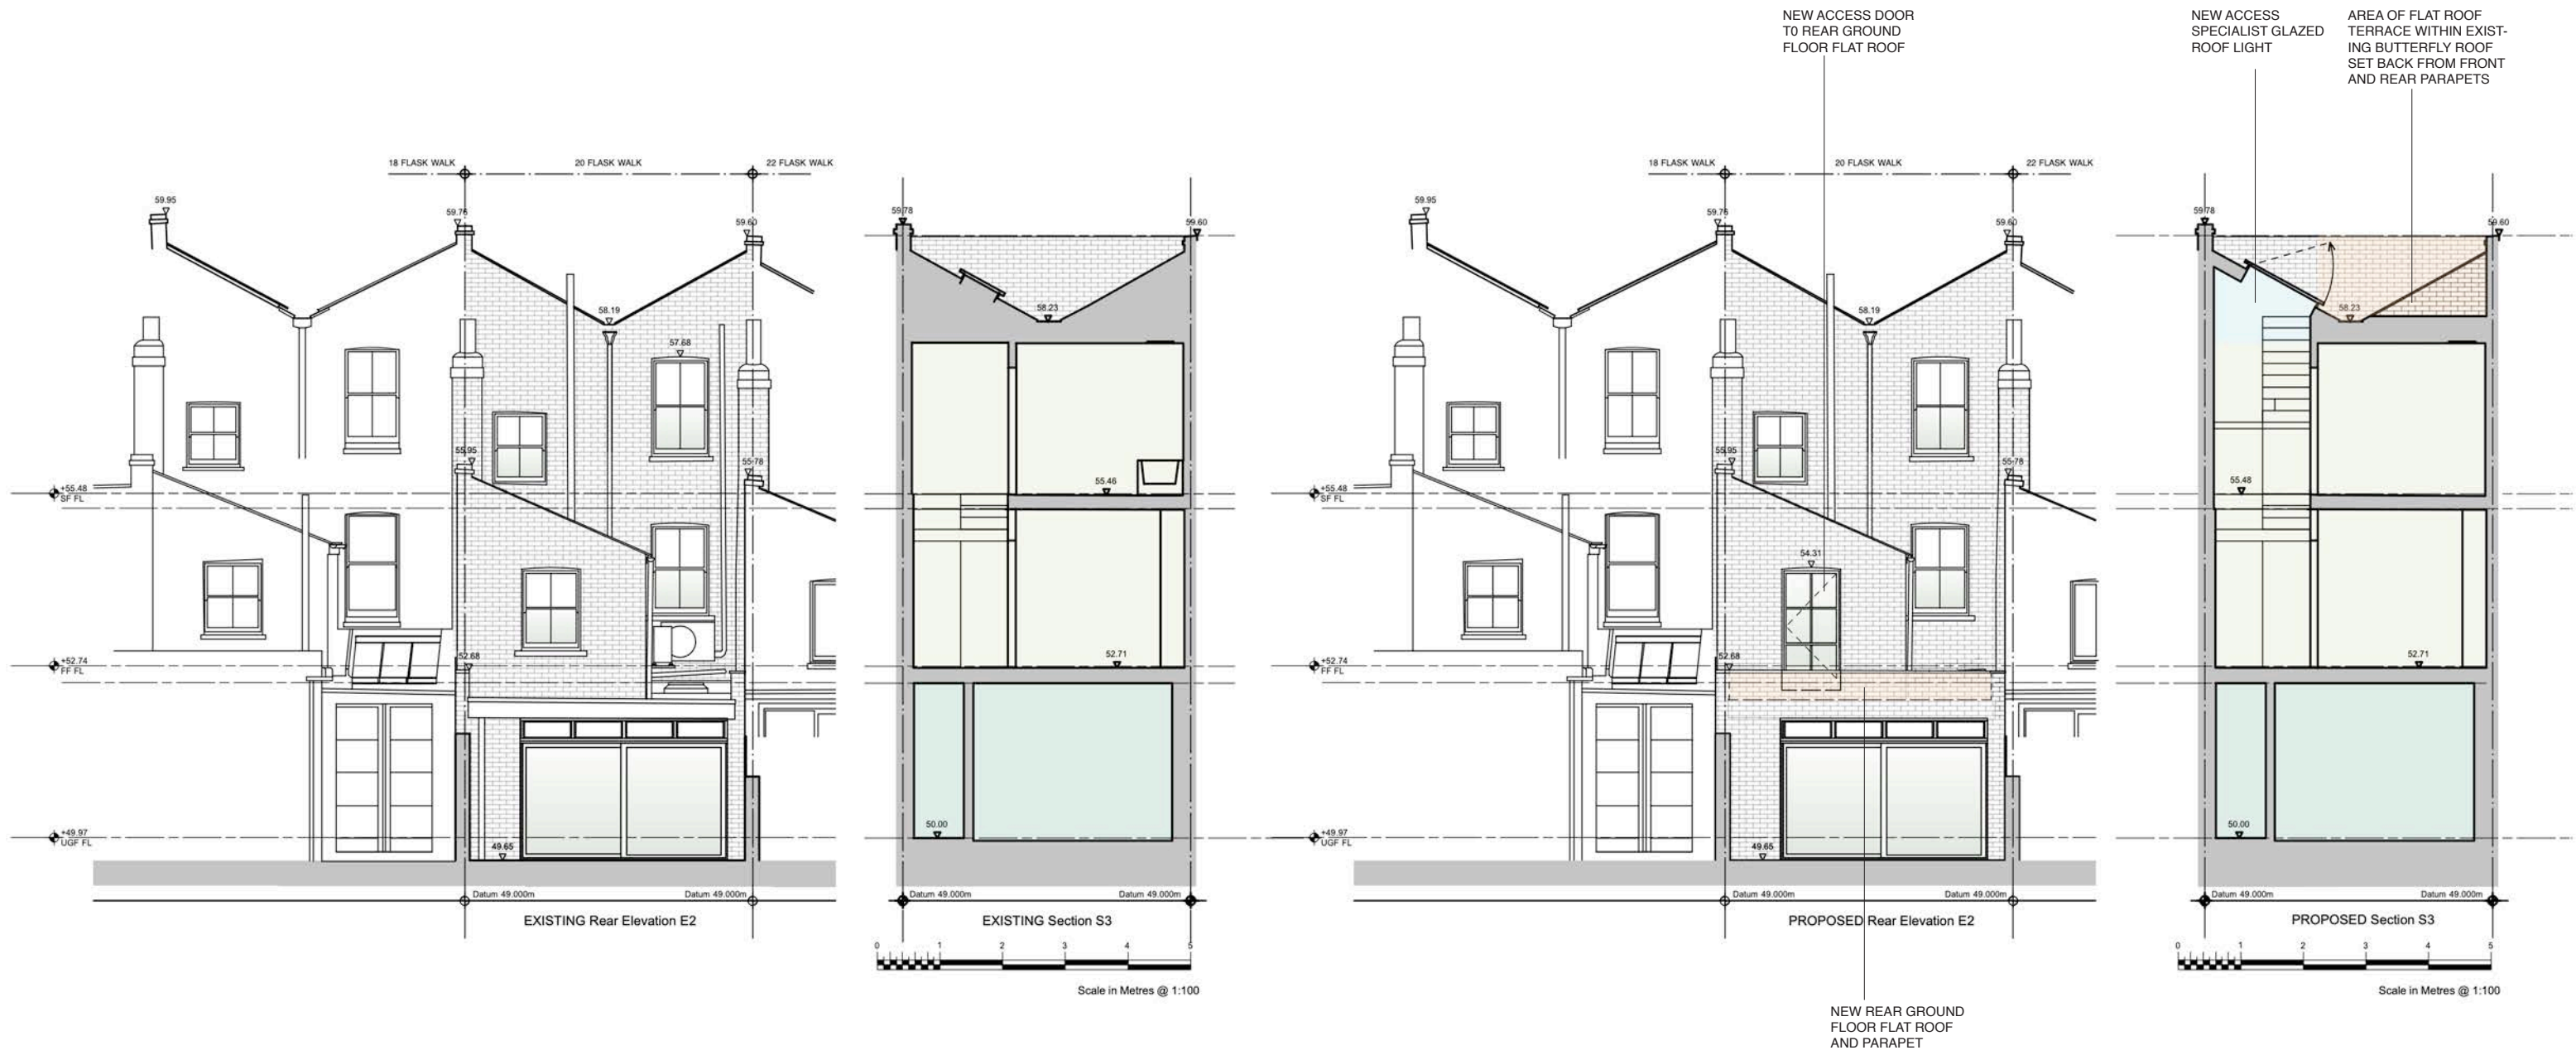 NEW ACCESS DOOR
T0 REAR GROUND
FLOOR FLAT ROOF
NEW ACCESS
SPECIALIST GLAZED
ROOF LIGHT
AREA OF FLAT ROOF
TERRACE WITHIN EXIST-
ING BUTTERFLY ROOF
SET BACK FROM FRONT
AND REAR PARAPETS
18 FLASK WALK
20 FLASK WALK
22 FLASK WALK
59.95
59.76
59.60
58.19
57.68
55.95
55.78
+55.48
SF FL
52.68
+52.74
FF FL
+49.97
UGF FL
49.65
Datum 49.000m
Datum 49.000m
EXISTING Rear Elevation E2
59.78
59.60
58.23
55.46
52.71
50.00
Datum 49.000m
Datum 49.000m
EXISTING Section S3
0 1 2 3 4 5
Scale in Metres @ 1:100
18 FLASK WALK
20 FLASK WALK
22 FLASK WALK
59.95
59.76
59.60
58.19
55.95
55.78
+55.48
SF FL
54.31
52.68
+52.74
FF FL
+49.97
UGF FL
49.65
Datum 49.000m
Datum 49.000m
PROPOSED Rear Elevation E2
NEW REAR GROUND
FLOOR FLAT ROOF
AND PARAPET
59.78
59.60
58.23
55.48
52.71
50.00
Datum 49.000m
Datum 49.000m
PROPOSED Section S3
0 1 2 3 4 5
Scale in Metres @ 1:100